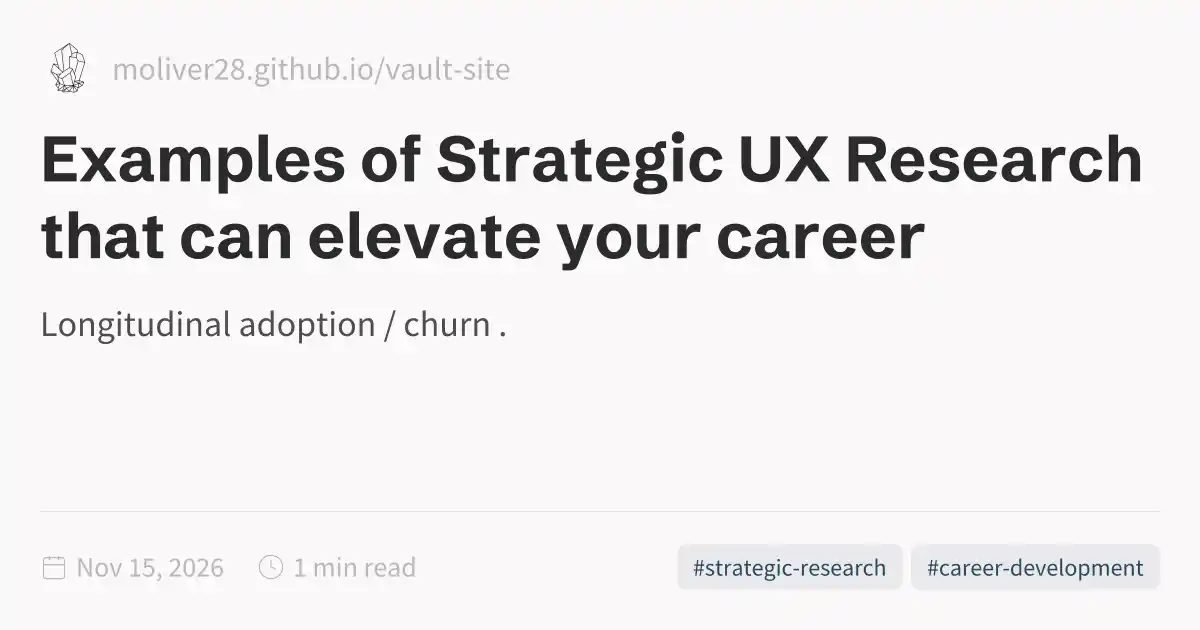 moliver28.github.io/vault-site
Examples of Strategic UX Research
that can elevate your career
Longitudinal adoption / churn .
Nov 15, 2026
1 min read
#strategic-research
#career-development